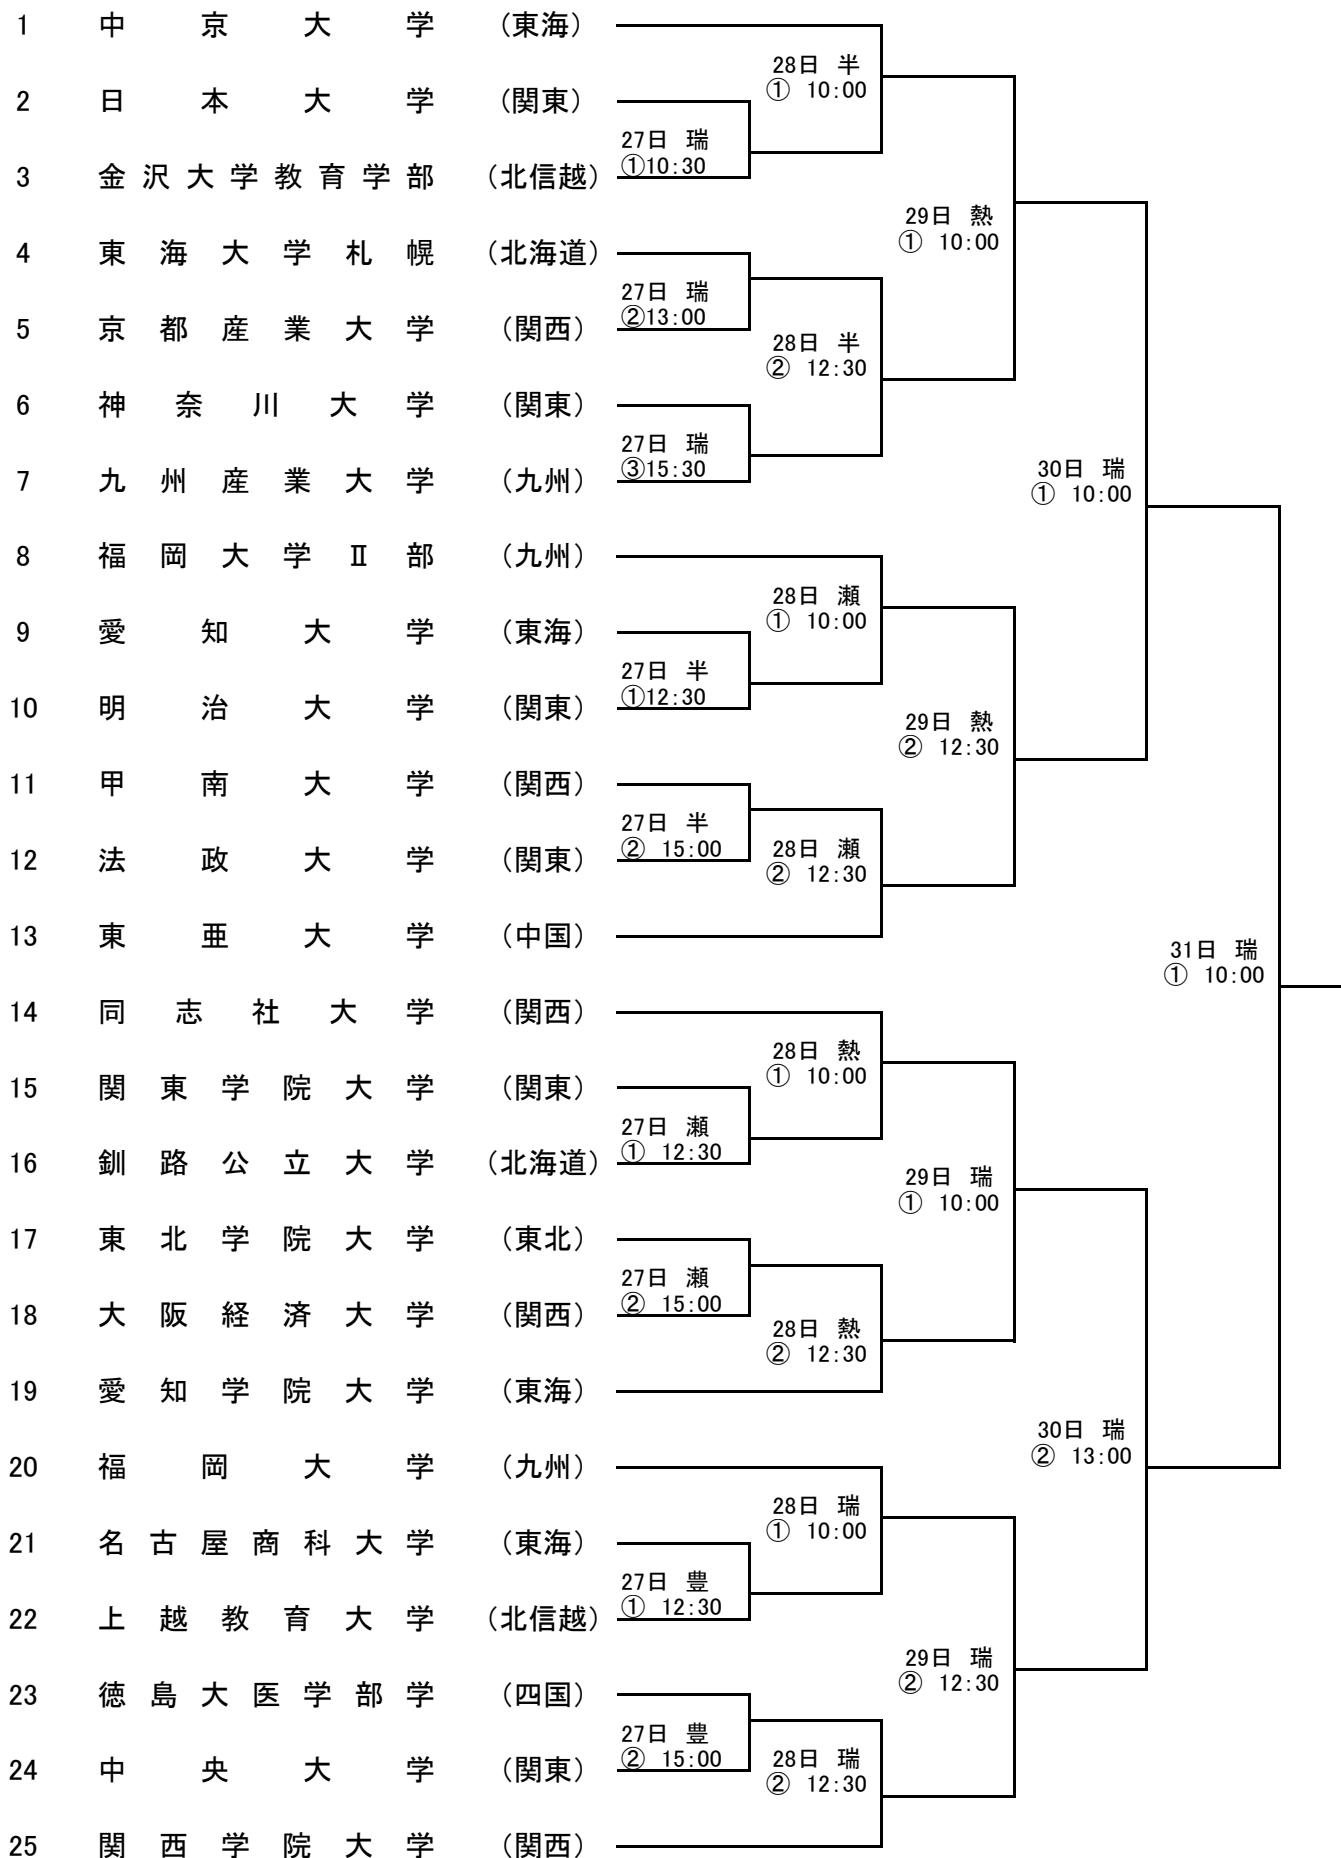 1 中京大学 （東海）
28日 半
① 10:00
2 日本大学 （関東）
27日 瑞
①10:30
3 金沢大学教育学部 （北信越）
29日 熱
① 10:00
4 東海大学札幌 （北海道）
27日 瑞
②13:00
5 京都産業大学 （関西）
28日 半
② 12:30
6 神奈川大学 （関東）
27日 瑞
③15:30
7 九州産業大学 （九州）
30日 瑞
① 10:00
8 福岡大学Ⅱ部 （九州）
28日 瀬
① 10:00
9 愛知大学 （東海）
27日 半
①12:30
10 明治大学 （関東）
29日 熱
② 12:30
11 甲南大学 （関西）
27日 半
② 15:00
12 法政大学 （関東）
28日 瀬
② 12:30
13 東亜大学 （中国）
31日 瑞
① 10:00
14 同志社大学 （関西）
28日 熱
① 10:00
15 関東学院大学 （関東）
27日 瀬
① 12:30
16 釧路公立大学 （北海道）
29日 瑞
① 10:00
17 東北学院大学 （東北）
27日 瀬
② 15:00
18 大阪経済大学 （関西）
28日 熱
② 12:30
19 愛知学院大学 （東海）
30日 瑞
② 13:00
20 福岡大学 （九州）
28日 瑞
① 10:00
21 名古屋商科大学 （東海）
27日 豊
① 12:30
22 上越教育大学 （北信越）
29日 瑞
② 12:30
23 徳島大医学部学 （四国）
27日 豊
② 15:00
24 中央大学 （関東）
28日 瑞
② 12:30
25 関西学院大学 （関西）